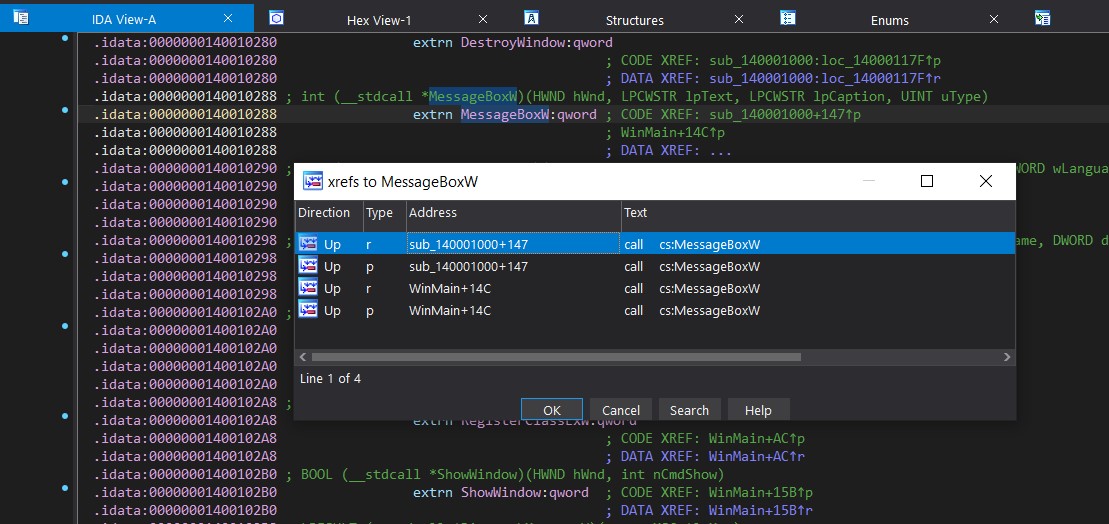 IDA View-A Hex View-1 Structures Enums
.idata:0000000140010280 extrn DestroyWindow:qword
.idata:0000000140010280 ; CODE XREF: sub_140001000:loc_14000117F↑p
.idata:0000000140010280 ; DATA XREF: sub_140001000:loc_14000117F↑r
.idata:0000000140010288 ; int (__stdcall *MessageBoxW)(HWND hWnd, LPCWSTR lpText, LPCWSTR lpCaption, UINT uType)
.idata:0000000140010288 extrn MessageBoxW:qword ; CODE XREF: sub_140001000+147↑p
.idata:0000000140010288 ; WinMain+14C↑p
.idata:0000000140010288 ; DATA XREF: ...
.idata:0000000140010290 ; WORD wLangua
.idata:0000000140010290
.idata:0000000140010290
.idata:0000000140010290
.idata:0000000140010298 ; ame, DWORD d
.idata:0000000140010298
.idata:0000000140010298
.idata:0000000140010298
.idata:00000001400102A0 ;
.idata:00000001400102A0
.idata:00000001400102A0
.idata:00000001400102A0
.idata:00000001400102A0
.idata:00000001400102A8 ;
.idata:00000001400102A8 extrn RegisterClassExW:qword
.idata:00000001400102A8 ; CODE XREF: WinMain+AC↑p
.idata:00000001400102A8 ; DATA XREF: WinMain+AC↑r
.idata:00000001400102B0 ; BOOL (__stdcall *ShowWindow)(HWND hWnd, int nCmdShow)
.idata:00000001400102B0 extrn ShowWindow:qword ; CODE XREF: WinMain+15B↑p
.idata:00000001400102B0 ; DATA XREF: WinMain+15B↑r
xrefs to MessageBoxW
Direction Type Address Text
Up r sub_140001000+147 call cs:MessageBoxW
Up p sub_140001000+147 call cs:MessageBoxW
Up r WinMain+14C call cs:MessageBoxW
Up p WinMain+14C call cs:MessageBoxW
Line 1 of 4
OK Cancel Search Help